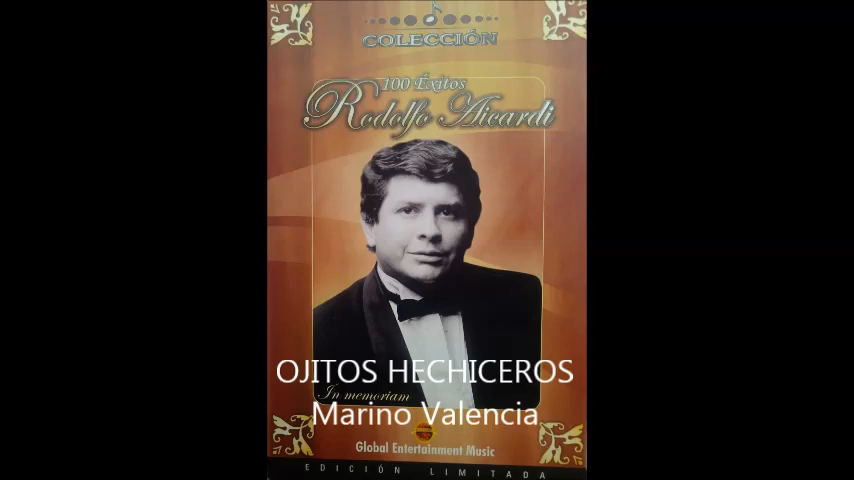 COLECCIÓN
100 Éxitos
Rodolfo Aicardi
OJITOS HECHICEROS
In memoriam
Marino Valencia
Global Entertainment Music
EDICIÓN LIMITADA